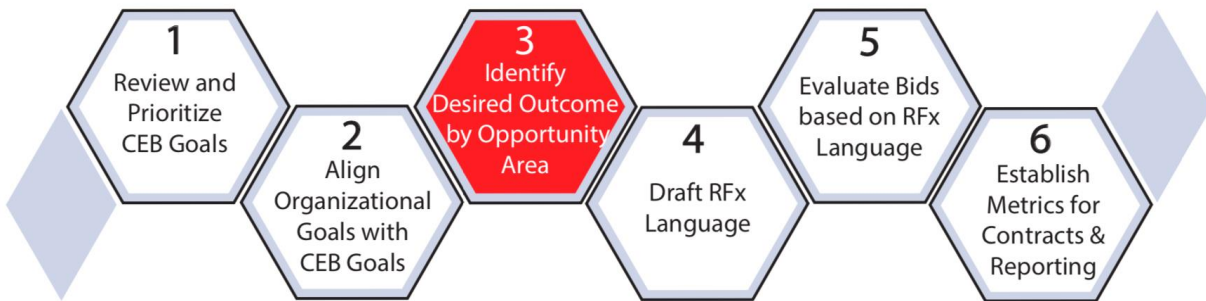 1
Review and
Prioritize
CEB Goals
2
Align
Organizational
Goals with
CEB Goals
3
Identify
Desired Outcome
by Opportunity
Area
4
Draft RFx
Language
5
Evaluate Bids
based on RFx
Language
6
Establish
Metrics for
Contracts &
Reporting